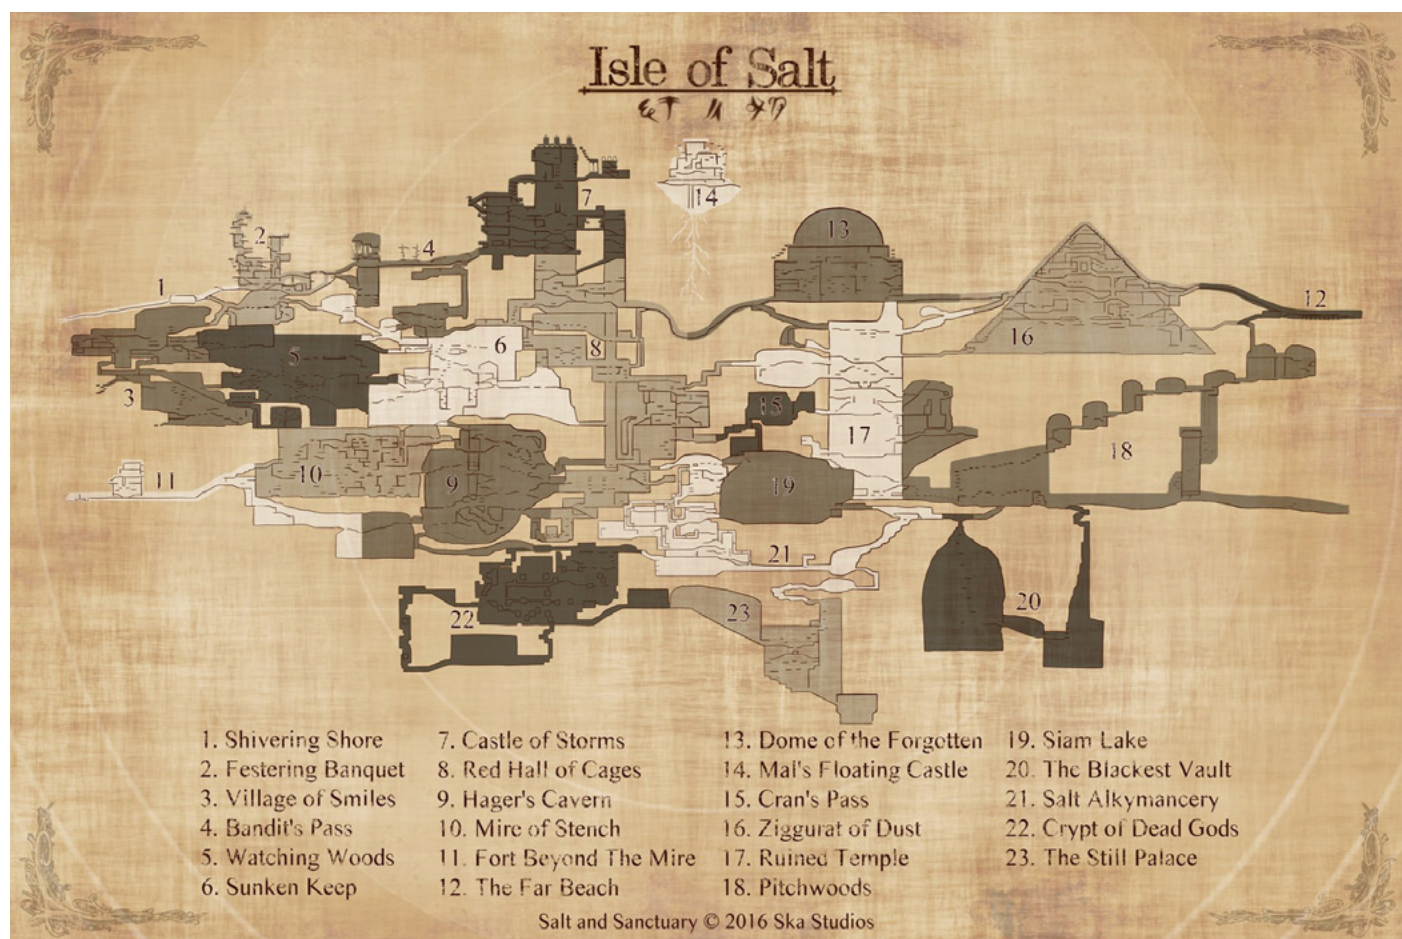 Isle of Salt
1
2
3
4
5
6
7
8
9
10
11
12
13
14
15
16
17
18
19
20
21
22
23
1. Shivering Shore
2. Festering Banquet
3. Village of Smiles
4. Bandit's Pass
5. Watching Woods
6. Sunken Keep
7. Castle of Storms
8. Red Hall of Cages
9. Hager's Cavern
10. Mire of Stench
11. Fort Beyond The Mire
12. The Far Beach
13. Dome of the Forgotten
14. Mal's Floating Castle
15. Cran's Pass
16. Ziggurat of Dust
17. Ruined Temple
18. Pitchwoods
19. Siam Lake
20. The Blackest Vault
21. Salt Alkymancery
22. Crypt of Dead Gods
23. The Still Palace
Salt and Sanctuary © 2016 Ska Studios